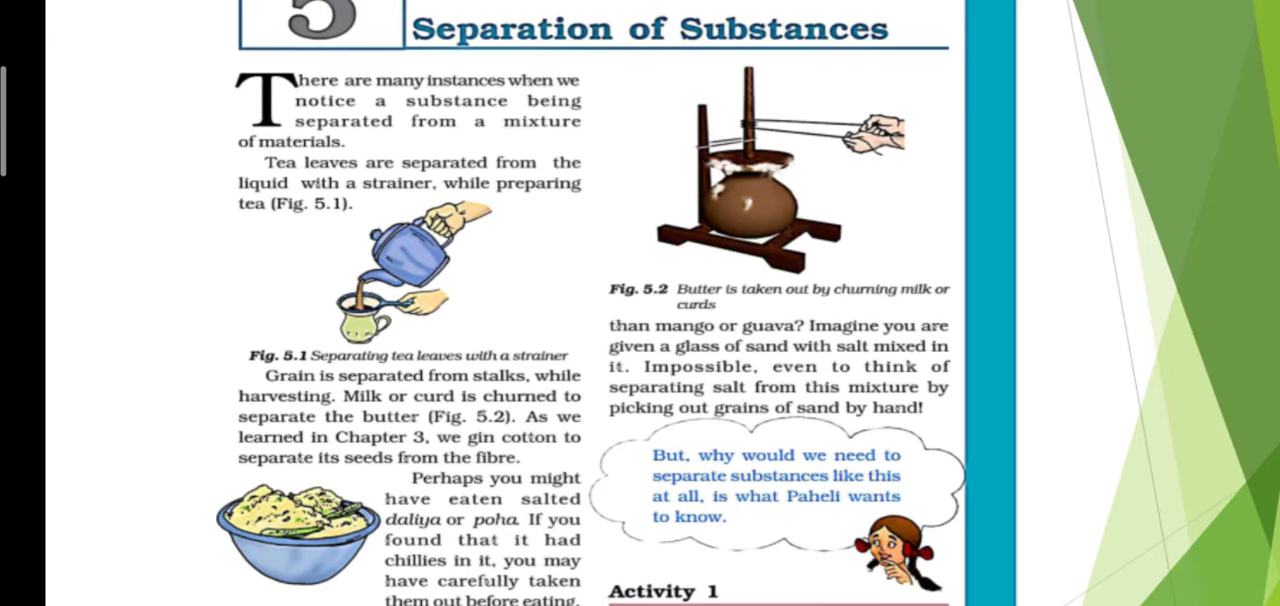 5
Separation of Substances
There are many instances when we
notice a substance being
separated from a mixture
of materials.
Tea leaves are separated from the
liquid with a strainer, while preparing
tea (Fig. 5.1).
Fig. 5.1 Separating tea leaves with a strainer
Grain is separated from stalks, while
harvesting. Milk or curd is churned to
separate the butter (Fig. 5.2). As we
learned in Chapter 3, we gin cotton to
separate its seeds from the fibre.
Perhaps you might
have eaten salted
daliya or poha. If you
found that it had
chillies in it, you may
have carefully taken
them out before eating.
Fig. 5.2 Butter is taken out by churning milk or
curds
than mango or guava? Imagine you are
given a glass of sand with salt mixed in
it. Impossible, even to think of
separating salt from this mixture by
picking out grains of sand by hand!
But, why would we need to
separate substances like this
at all, is what Paheli wants
to know.
Activity 1